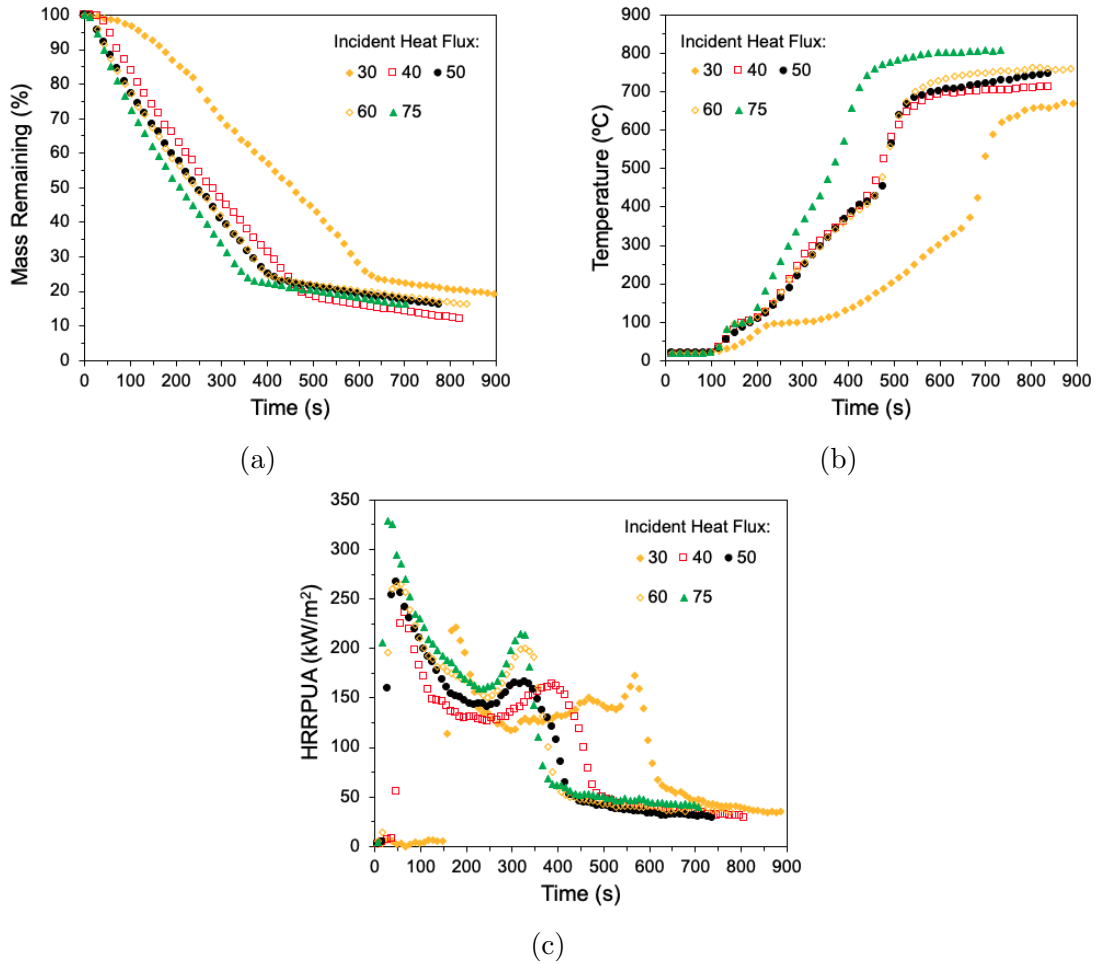 100
90
80
70
60
50
40
30
20
10
0
Mass Remaining (%)
Incident Heat Flux:
30 40 50
60 75
0 100 200 300 400 500 600 700 800 900
Time (s)
(a)
900
800
700
600
500
400
300
200
100
0
Temperature (ºC)
Incident Heat Flux:
30 40 50
60 75
0 100 200 300 400 500 600 700 800 900
Time (s)
(b)
350
300
250
200
150
100
50
0
HRRPUA (kW/m²)
Incident Heat Flux:
30 40 50
60 75
0 100 200 300 400 500 600 700 800 900
Time (s)
(c)